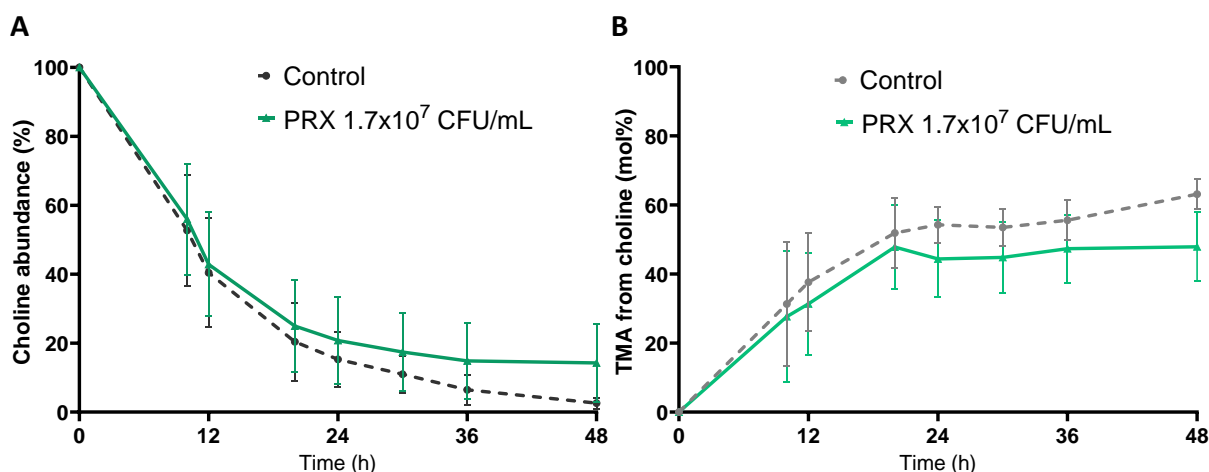 A
Choline abundance (%)
100
80
60
40
20
0
0 12 24 36 48
Time (h)
Control
PRX 1.7x10⁷ CFU/mL
B
TMA from choline (mol%)
100
80
60
40
20
0
0 12 24 36 48
Time (h)
Control
PRX 1.7x10⁷ CFU/mL